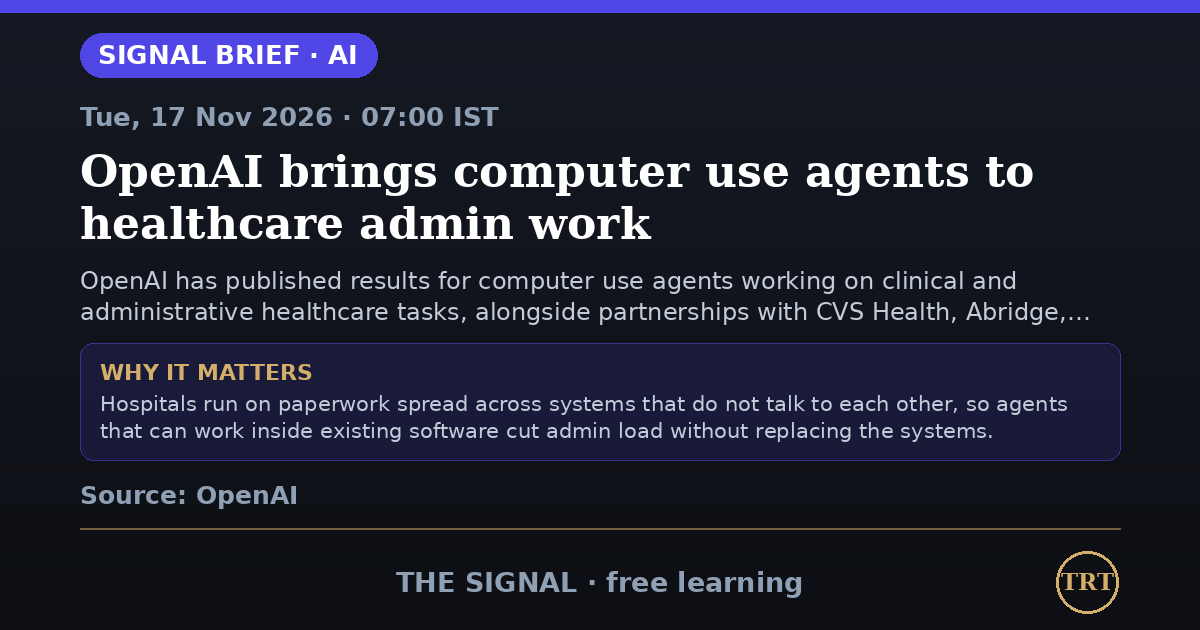 SIGNAL BRIEF · AI
Tue, 17 Nov 2026 · 07:00 IST
OpenAI brings computer use agents to
healthcare admin work
OpenAI has published results for computer use agents working on clinical and
administrative healthcare tasks, alongside partnerships with CVS Health, Abridge,...
WHY IT MATTERS
Hospitals run on paperwork spread across systems that do not talk to each other, so agents
that can work inside existing software cut admin load without replacing the systems.
Source: OpenAI
THE SIGNAL · free learning
TRT